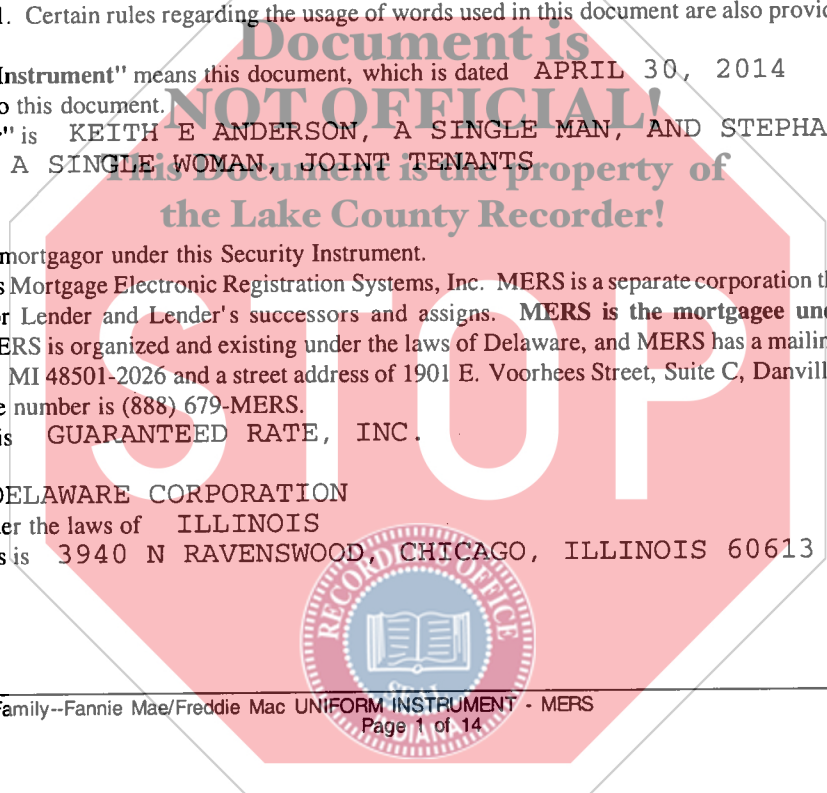 1. Certain rules regarding the usage of words used in this document are also provid
Document is
Instrument" means this document, which is dated APRIL 30, 2014
o this document.
NOT OFFICIAL!
" is KEITH E ANDERSON, A SINGLE MAN, AND STEPHA
A SINGLE WOMAN, JOINT TENANTS
This Document is the property of
the Lake County Recorder!
mortgagor under this Security Instrument.
s Mortgage Electronic Registration Systems, Inc. MERS is a separate corporation th
r Lender and Lender's successors and assigns. MERS is the mortgagee und
ERS is organized and existing under the laws of Delaware, and MERS has a mailin
MI 48501-2026 and a street address of 1901 E. Voorhees Street, Suite C, Danvill
e number is (888) 679-MERS.
STOP
is GUARANTEED RATE, INC.
DELAWARE CORPORATION
er the laws of ILLINOIS
s is 3940 N RAVENSWOOD, CHICAGO, ILLINOIS 60613
RECORDER'S OFFICE
SEAL
INDIANA
Family--Fannie Mae/Freddie Mac UNIFORM INSTRUMENT - MERS
Page 1 of 14